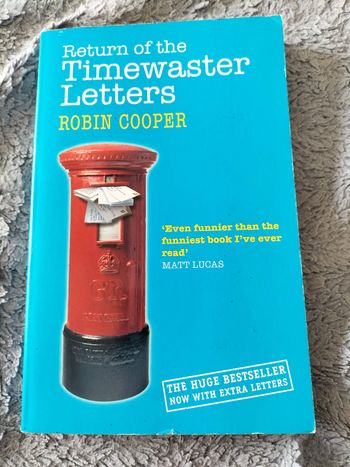 Return of the
Timewaster
Letters
ROBIN COOPER
'Even funnier than the
funniest book I've ever
read'
MATT LUCAS
GR
THE HUGE BESTSELLER
NOW WITH EXTRA LETTERS